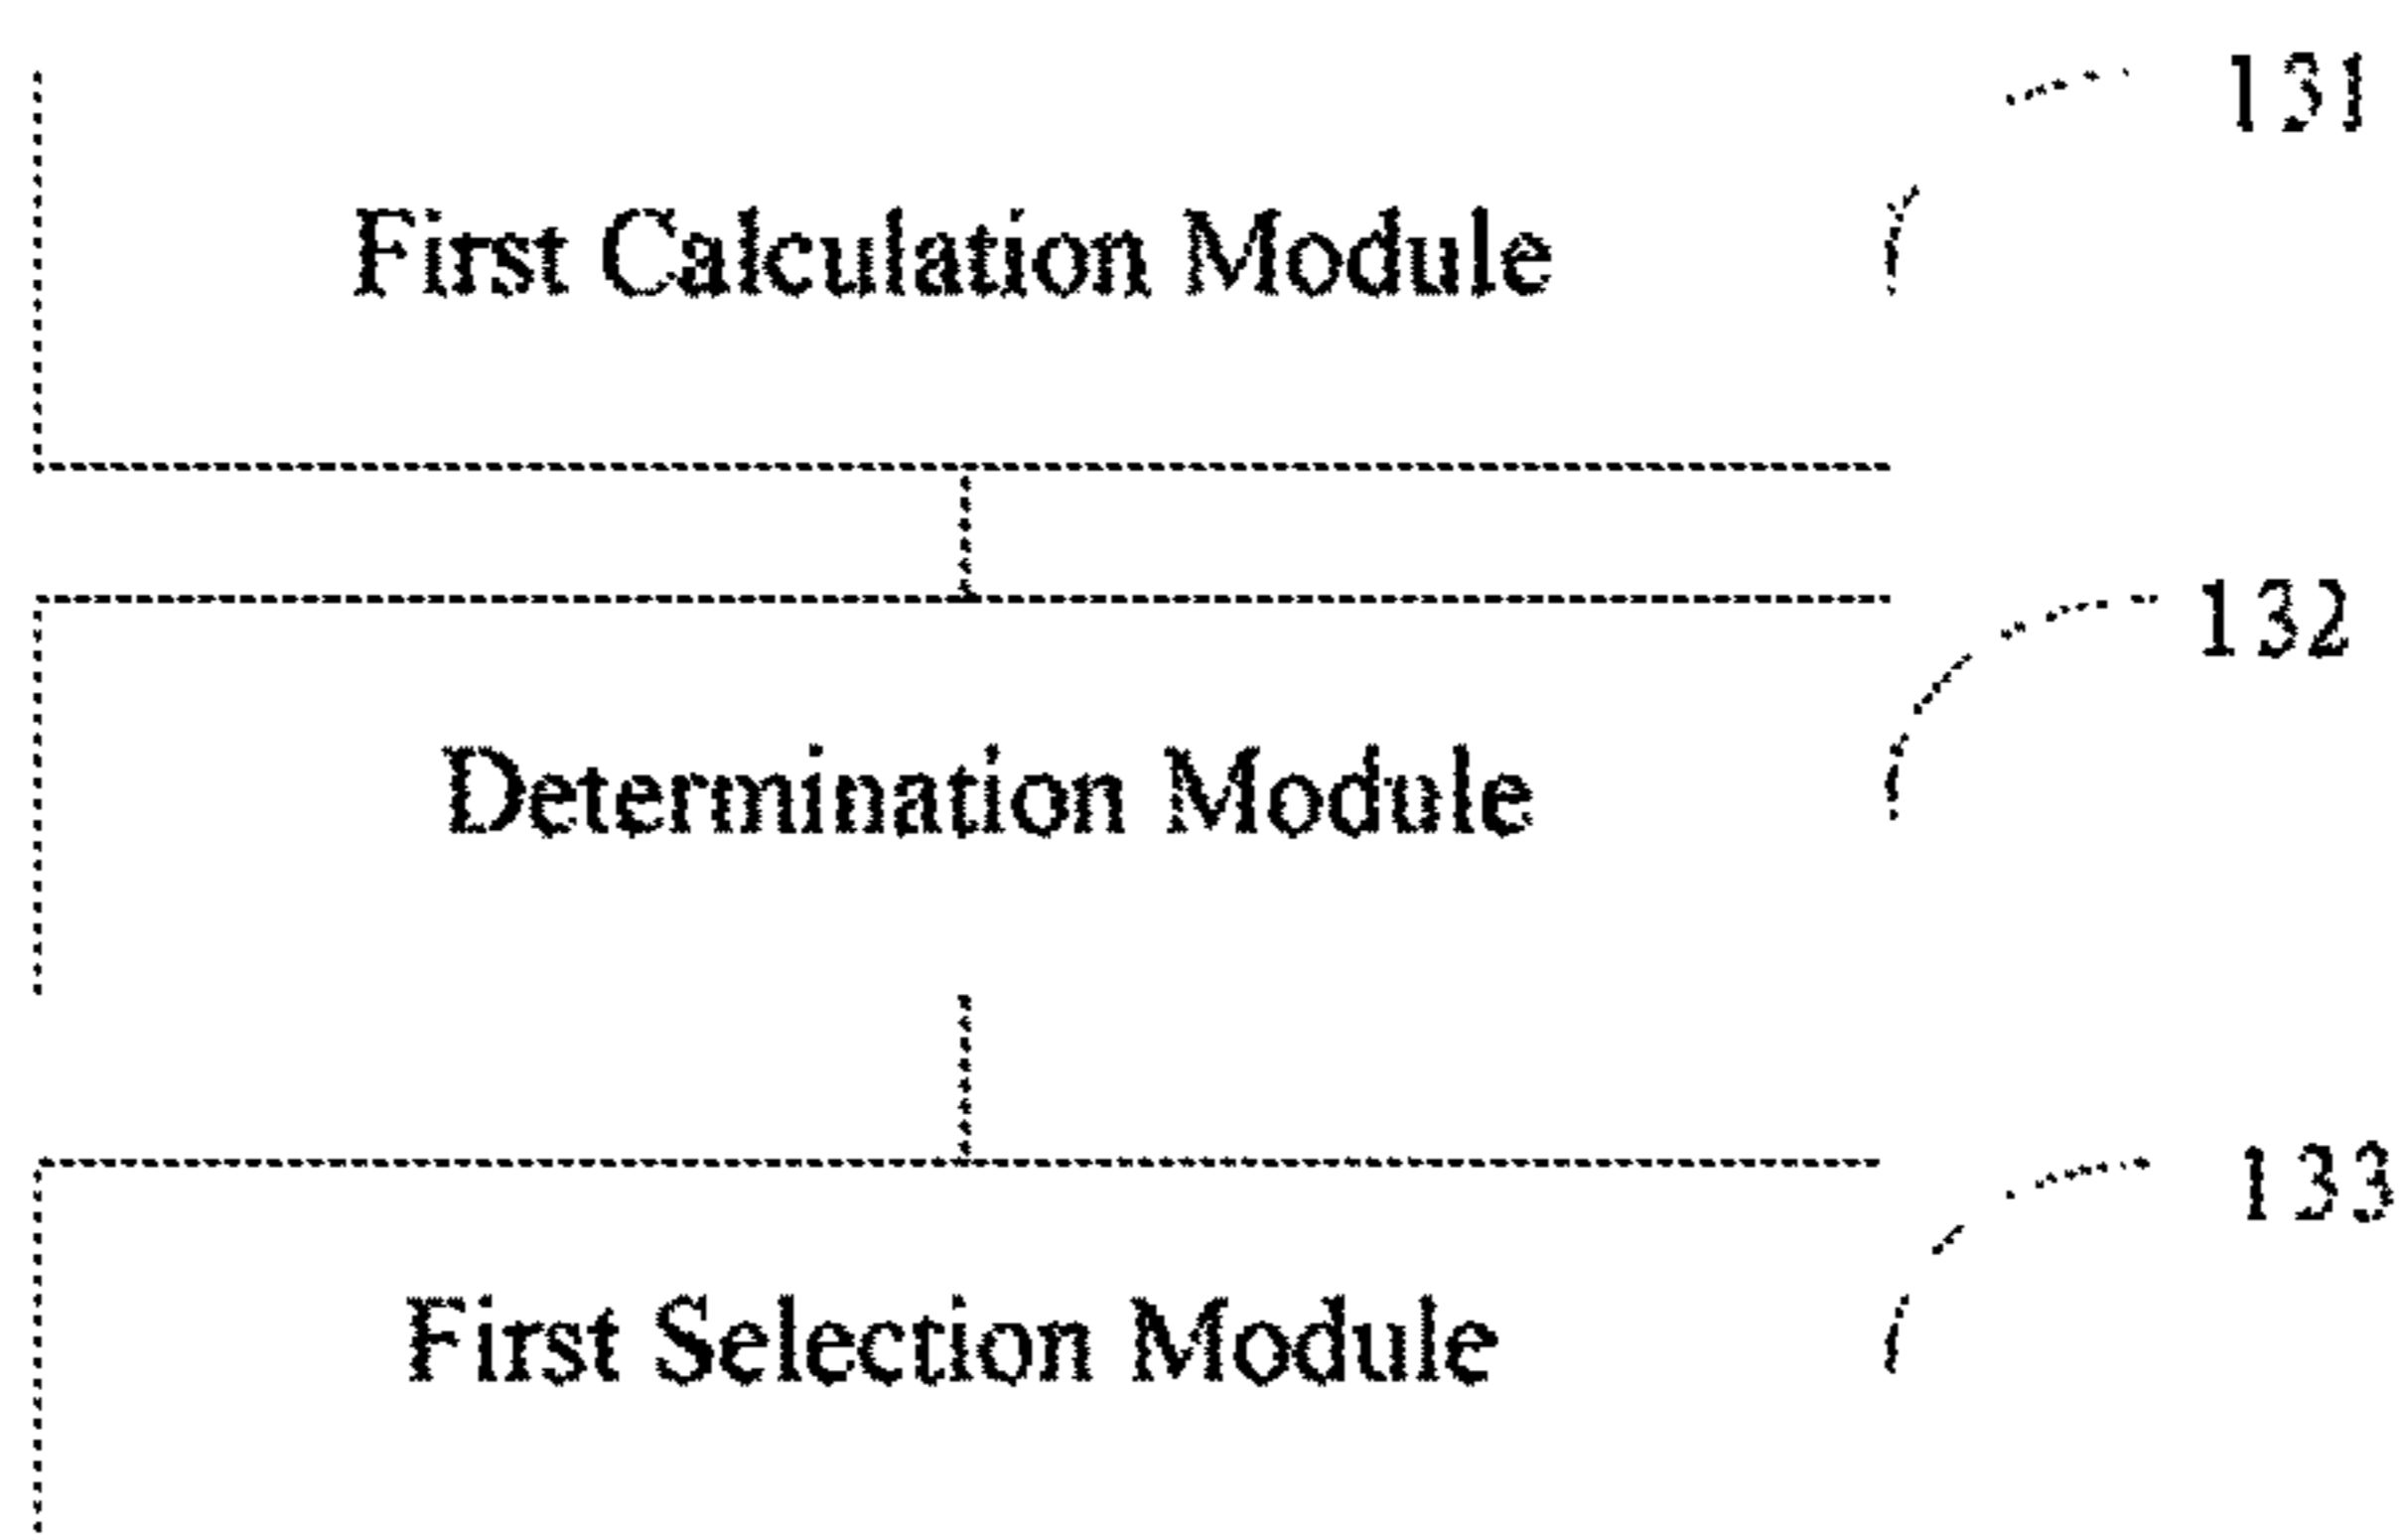 131
First Calculation Module
132
Determination Module
133
First Selection Module